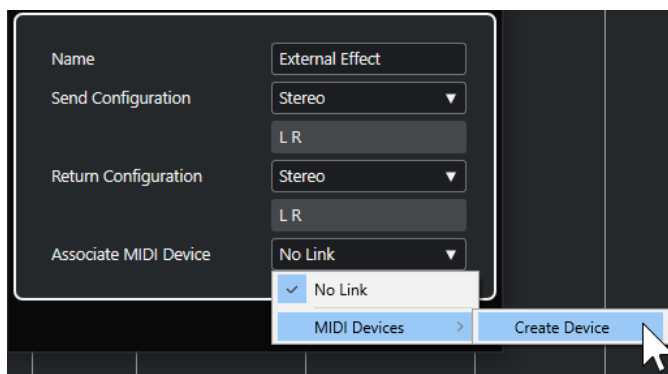 Name External Effect
Send Configuration Stereo
L R
Return Configuration Stereo
L R
Associate MIDI Device No Link
No Link
MIDI Devices Create Device